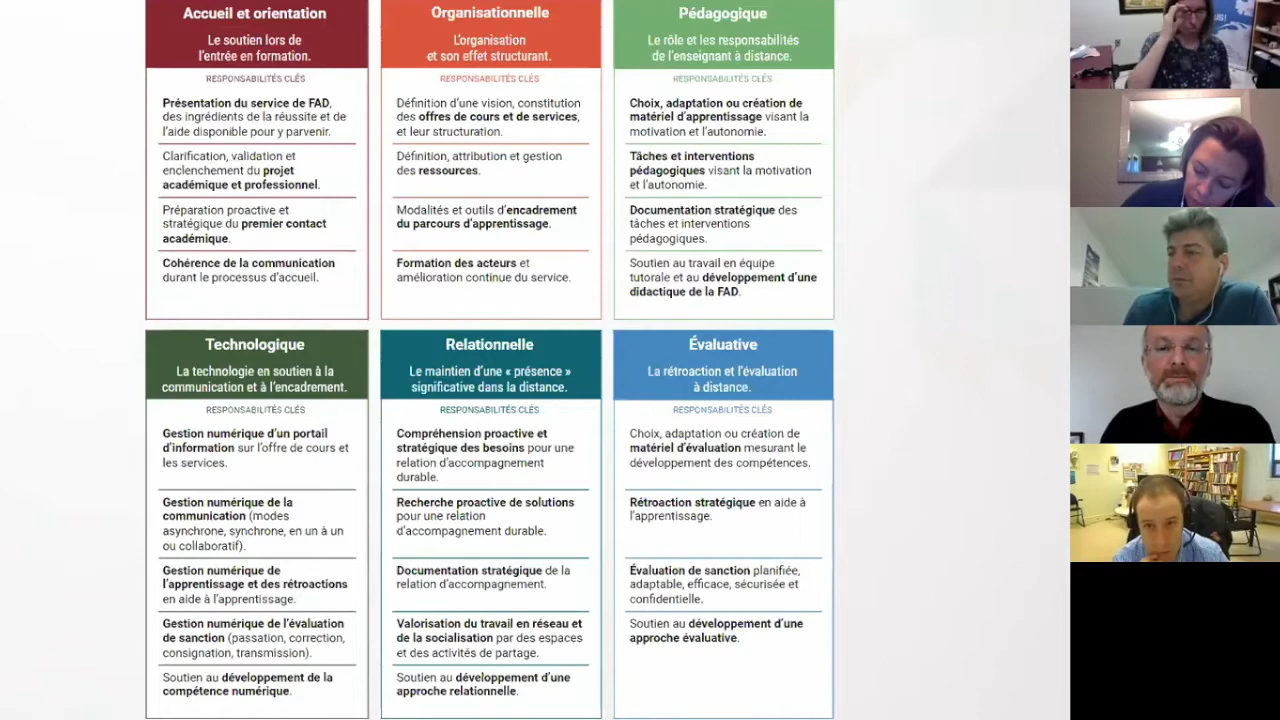 Accueil et orientation
Le soutien lors de
l'entrée en formation.
RESPONSABILITÉS CLÉS
Présentation du service de FAD,
des ingrédients de la réussite et de
l'aide disponible pour y parvenir.
Clarification, validation et
enclenchement du projet
académique et professionnel.
Préparation proactive et
stratégique du premier contact
académique.
Cohérence de la communication
durant le processus d'accueil.
Organisationnelle
L'organisation
et son effet structurant.
RESPONSABILITÉS CLÉS
Définition d'une vision, constitution
des offres de cours et de services,
et leur structuration.
Définition, attribution et gestion
des ressources.
Modalités et outils d'encadrement
du parcours d'apprentissage.
Formation des acteurs et
amélioration continue du service.
Pédagogique
Le rôle et les responsabilités
de l'enseignant à distance.
RESPONSABILITÉS CLÉS
Choix, adaptation ou création de
matériel d'apprentissage visant la
motivation et l'autonomie.
Tâches et interventions
pédagogiques visant la motivation
et l'autonomie.
Documentation stratégique des
tâches et interventions
pédagogiques.
Soutien au travail en équipe
tutorale et au développement d'une
didactique de la FAD.
Technologique
La technologie en soutien à la
communication et à l'encadrement.
RESPONSABILITÉS CLÉS
Gestion numérique d'un portail
d'information sur l'offre de cours et
les services.
Gestion numérique de la
communication (modes
asynchrone, synchrone, en un à un
ou collaboratif).
Gestion numérique de
l'apprentissage et des rétroactions
en aide à l'apprentissage.
Gestion numérique de l'évaluation
de sanction (passation, correction,
consignation, transmission).
Soutien au développement de la
compétence numérique.
Relationnelle
Le maintien d'une « présence »
significative dans la distance.
RESPONSABILITÉS CLÉS
Compréhension proactive et
stratégique des besoins pour une
relation d'accompagnement
durable.
Recherche proactive de solutions
pour une relation
d'accompagnement durable.
Documentation stratégique de la
relation d'accompagnement.
Valorisation du travail en réseau et
de la socialisation par des espaces
et des activités de partage.
Soutien au développement d'une
approche relationnelle.
Évaluative
La rétroaction et l'évaluation
à distance.
RESPONSABILITÉS CLÉS
Choix, adaptation ou création de
matériel d'évaluation mesurant le
développement des compétences.
Rétroaction stratégique en aide à
l'apprentissage.
Évaluation de sanction planifiée,
adaptable, efficace, sécurisée et
confidentielle.
Soutien au développement d'une
approche évaluative.